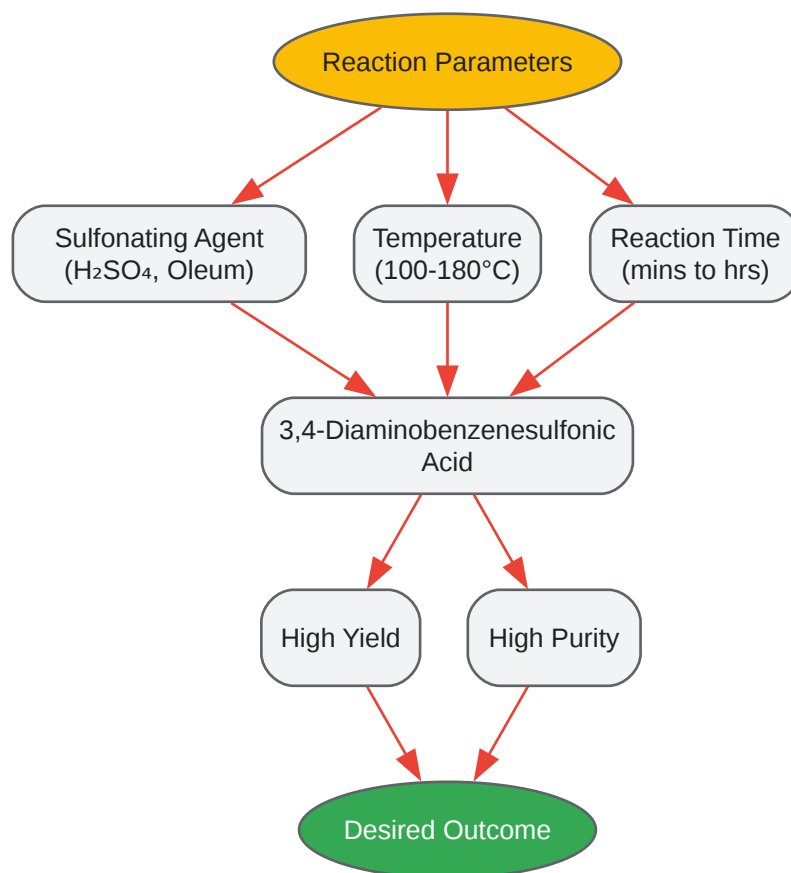 Reaction Parameters
Sulfonating Agent
(H₂SO₄, Oleum)
Temperature
(100-180°C)
Reaction Time
(mins to hrs)
3,4-Diaminobenzenesulfonic
Acid
High Yield
High Purity
Desired Outcome